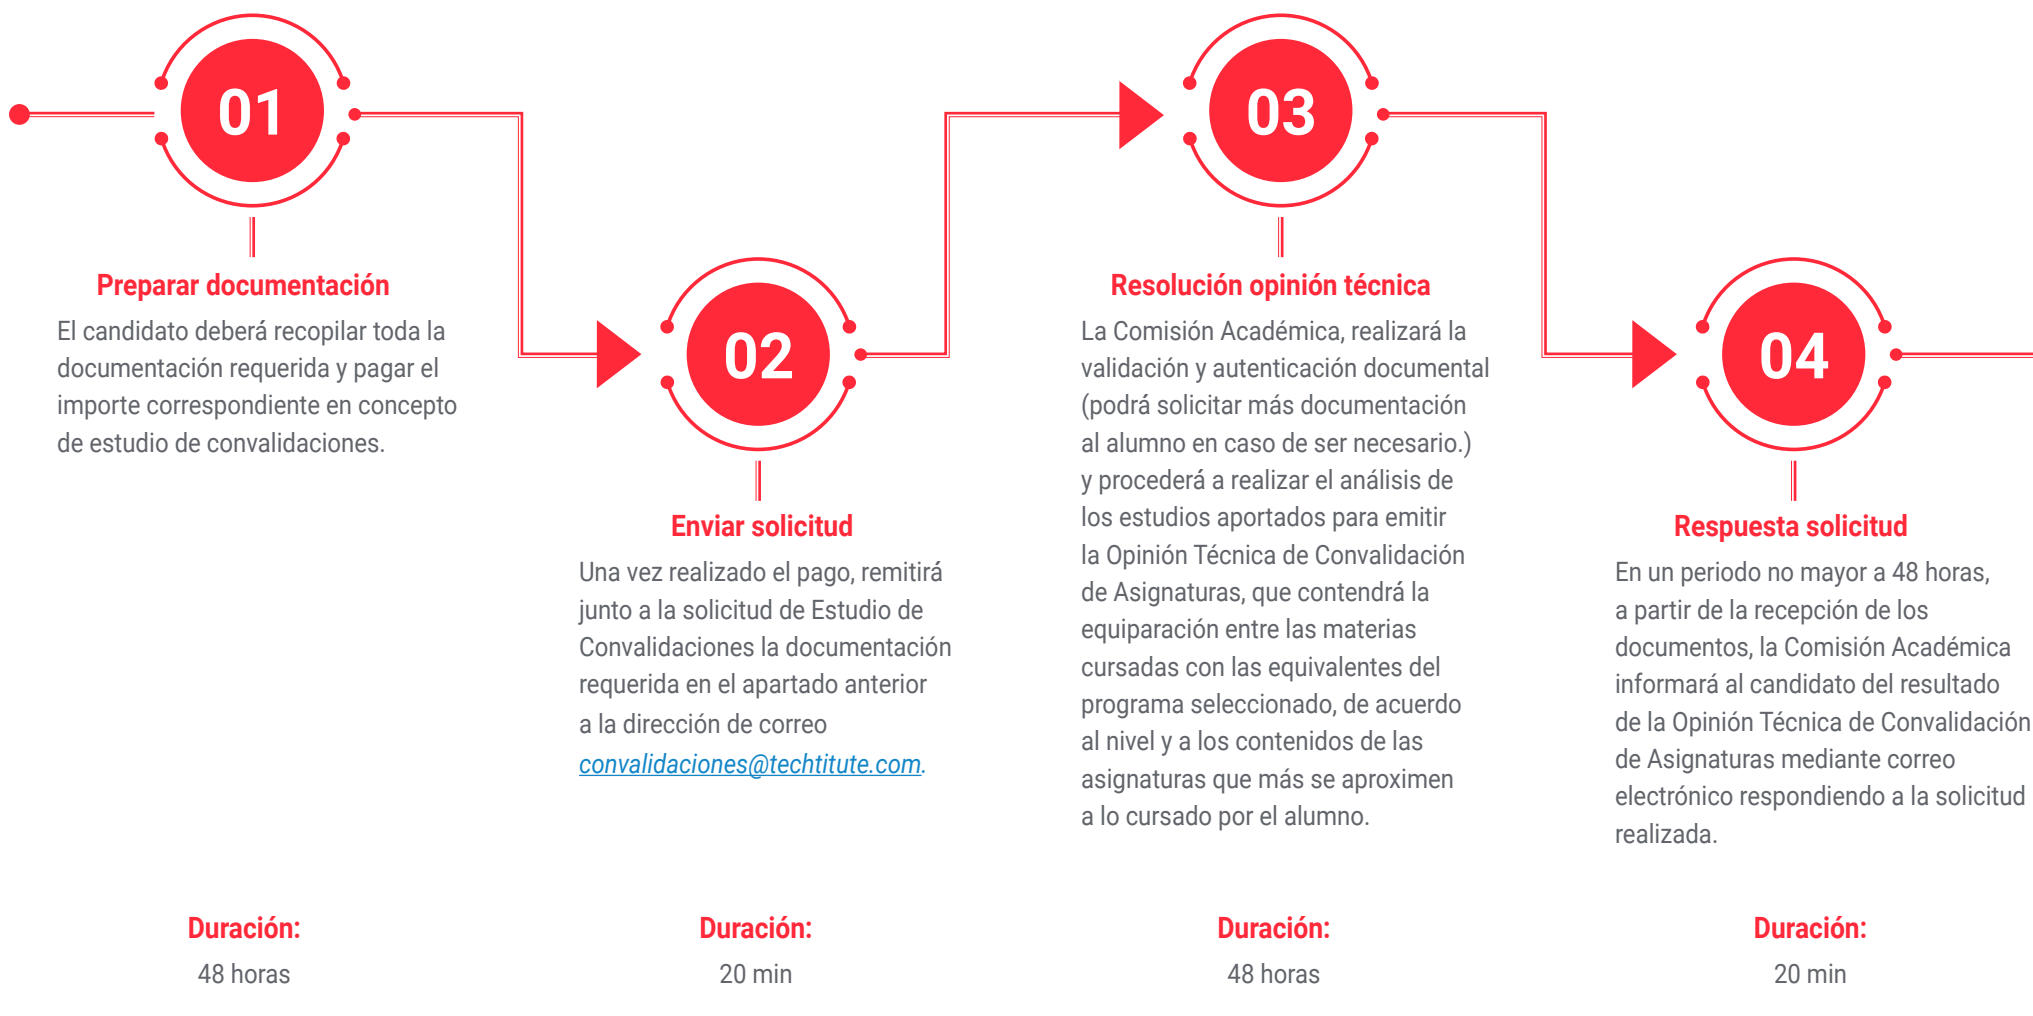 01
Preparar documentación
El candidato deberá recopilar toda la
documentación requerida y pagar el
importe correspondiente en concepto
de estudio de convalidaciones.
Duración:
48 horas
02
Enviar solicitud
Una vez realizado el pago, remitirá
junto a la solicitud de Estudio de
Convalidaciones la documentación
requerida en el apartado anterior
a la dirección de correo
convalidaciones@techtitute.com.
Duración:
20 min
03
Resolución opinión técnica
La Comisión Académica, realizará la
validación y autenticación documental
(podrá solicitar más documentación
al alumno en caso de ser necesario.)
y procederá a realizar el análisis de
los estudios aportados para emitir
la Opinión Técnica de Convalidación
de Asignaturas, que contendrá la
equiparación entre las materias
cursadas con las equivalentes del
programa seleccionado, de acuerdo
al nivel y a los contenidos de las
asignaturas que más se aproximen
a lo cursado por el alumno.
Duración:
48 horas
04
Respuesta solicitud
En un periodo no mayor a 48 horas,
a partir de la recepción de los
documentos, la Comisión Académica
informará al candidato del resultado
de la Opinión Técnica de Convalidación
de Asignaturas mediante correo
electrónico respondiendo a la solicitud
realizada.
Duración:
20 min